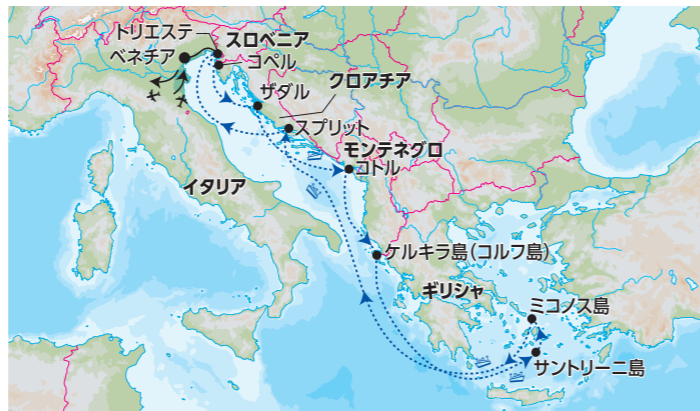 トリエステ
スロベニア
ベネチア
コペル
クロアチア
ザダル
スプリット
モンテネグロ
コトル
イタリア
ケルキラ島(コルフ島)
ギリシャ
ミコノス島
サントリーニ島